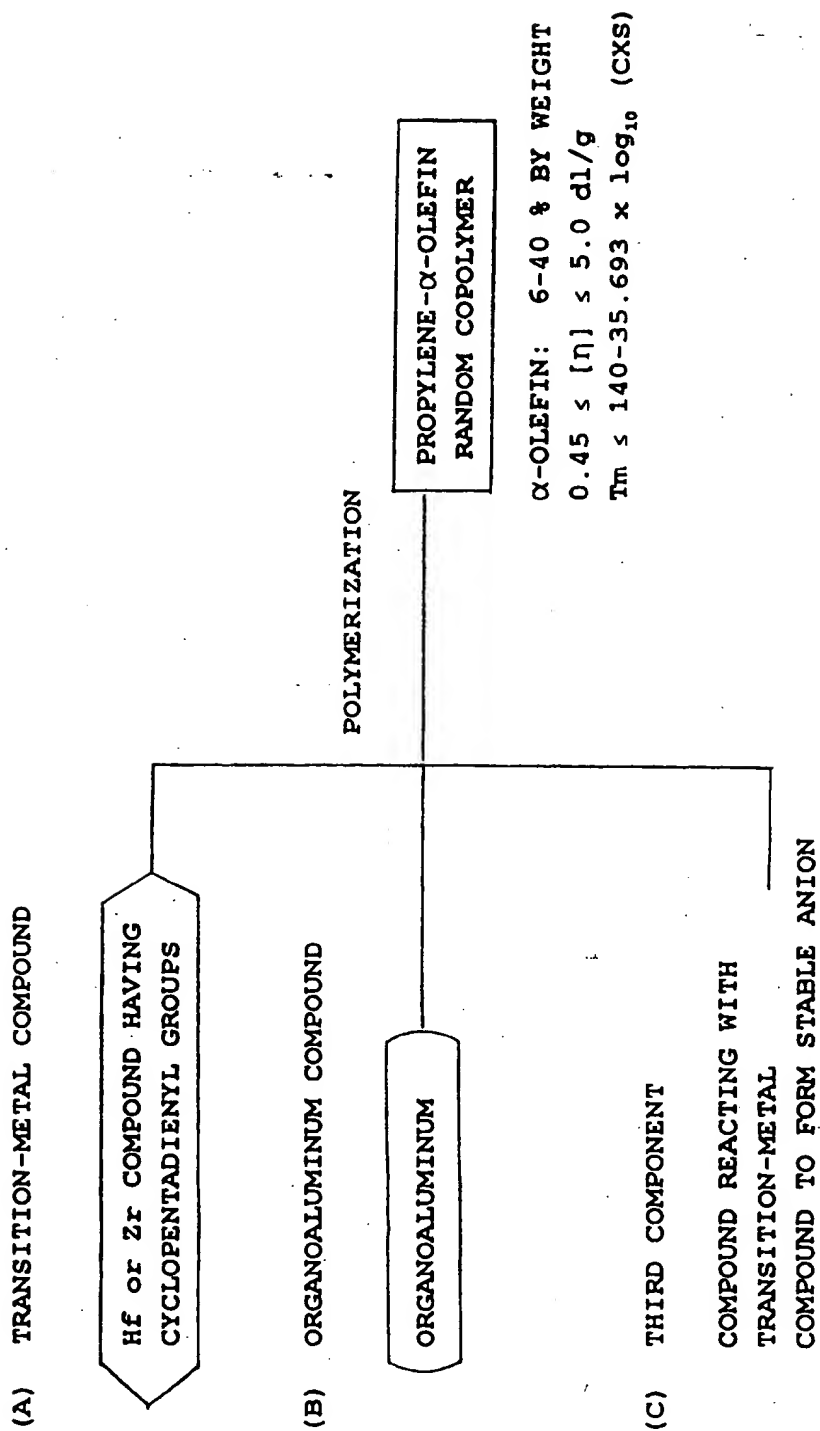 (A) TRANSITION-METAL COMPOUND
Hf or Zr COMPOUND HAVING
CYCLOPENTADIENYL GROUPS
(B) ORGANOALUMINUM COMPOUND
ORGANOALUMINUM
(C) THIRD COMPONENT
COMPOUND REACTING WITH
TRANSITION-METAL
COMPOUND TO FORM STABLE ANION
POLYMERIZATION
PROPYLENE-α-OLEFIN
RANDOM COPOLYMER
α-OLEFIN: 6-40 % BY WEIGHT
0.45 ≤ [η] ≤ 5.0 dl/g
Tm ≤ 140-35.693 × log₁₀ (CXS)